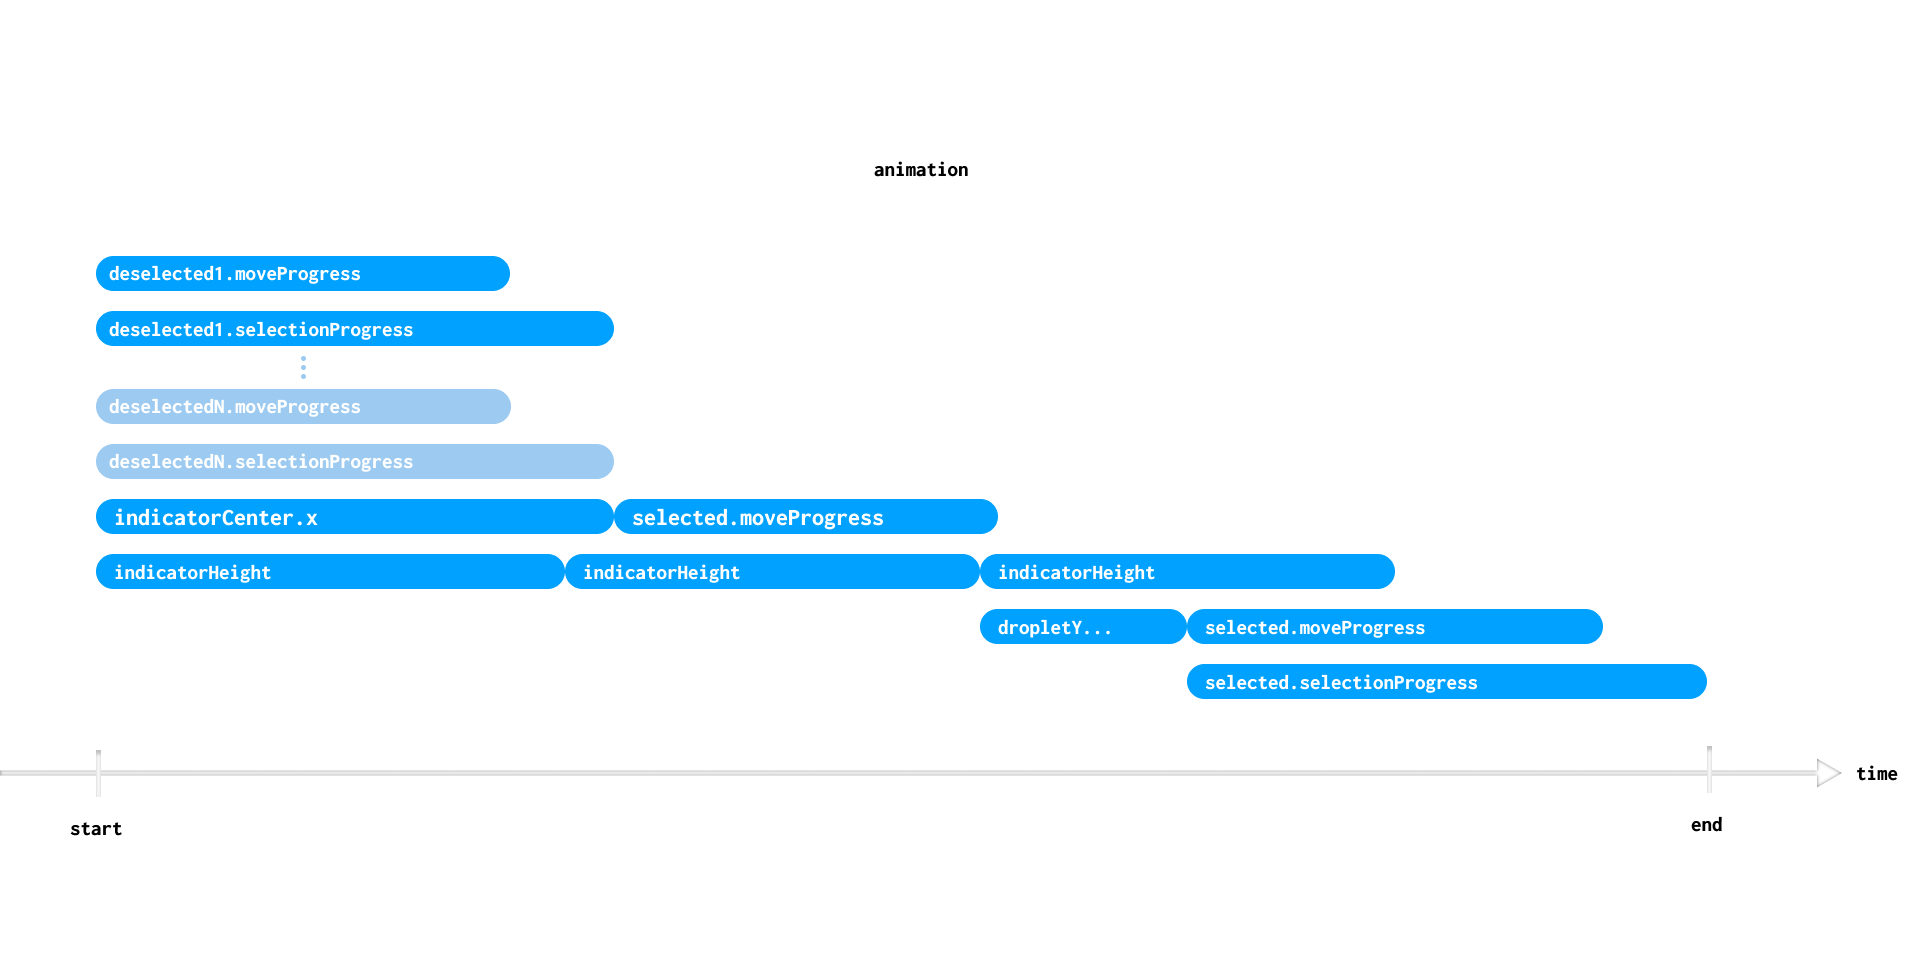 animation
deselected1.moveProgress
deselected1.selectionProgress
deselectedN.moveProgress
deselectedN.selectionProgress
indicatorCenter.x selected.moveProgress
indicatorHeight indicatorHeight indicatorHeight
dropletY... selected.moveProgress
selected.selectionProgress
time
start end